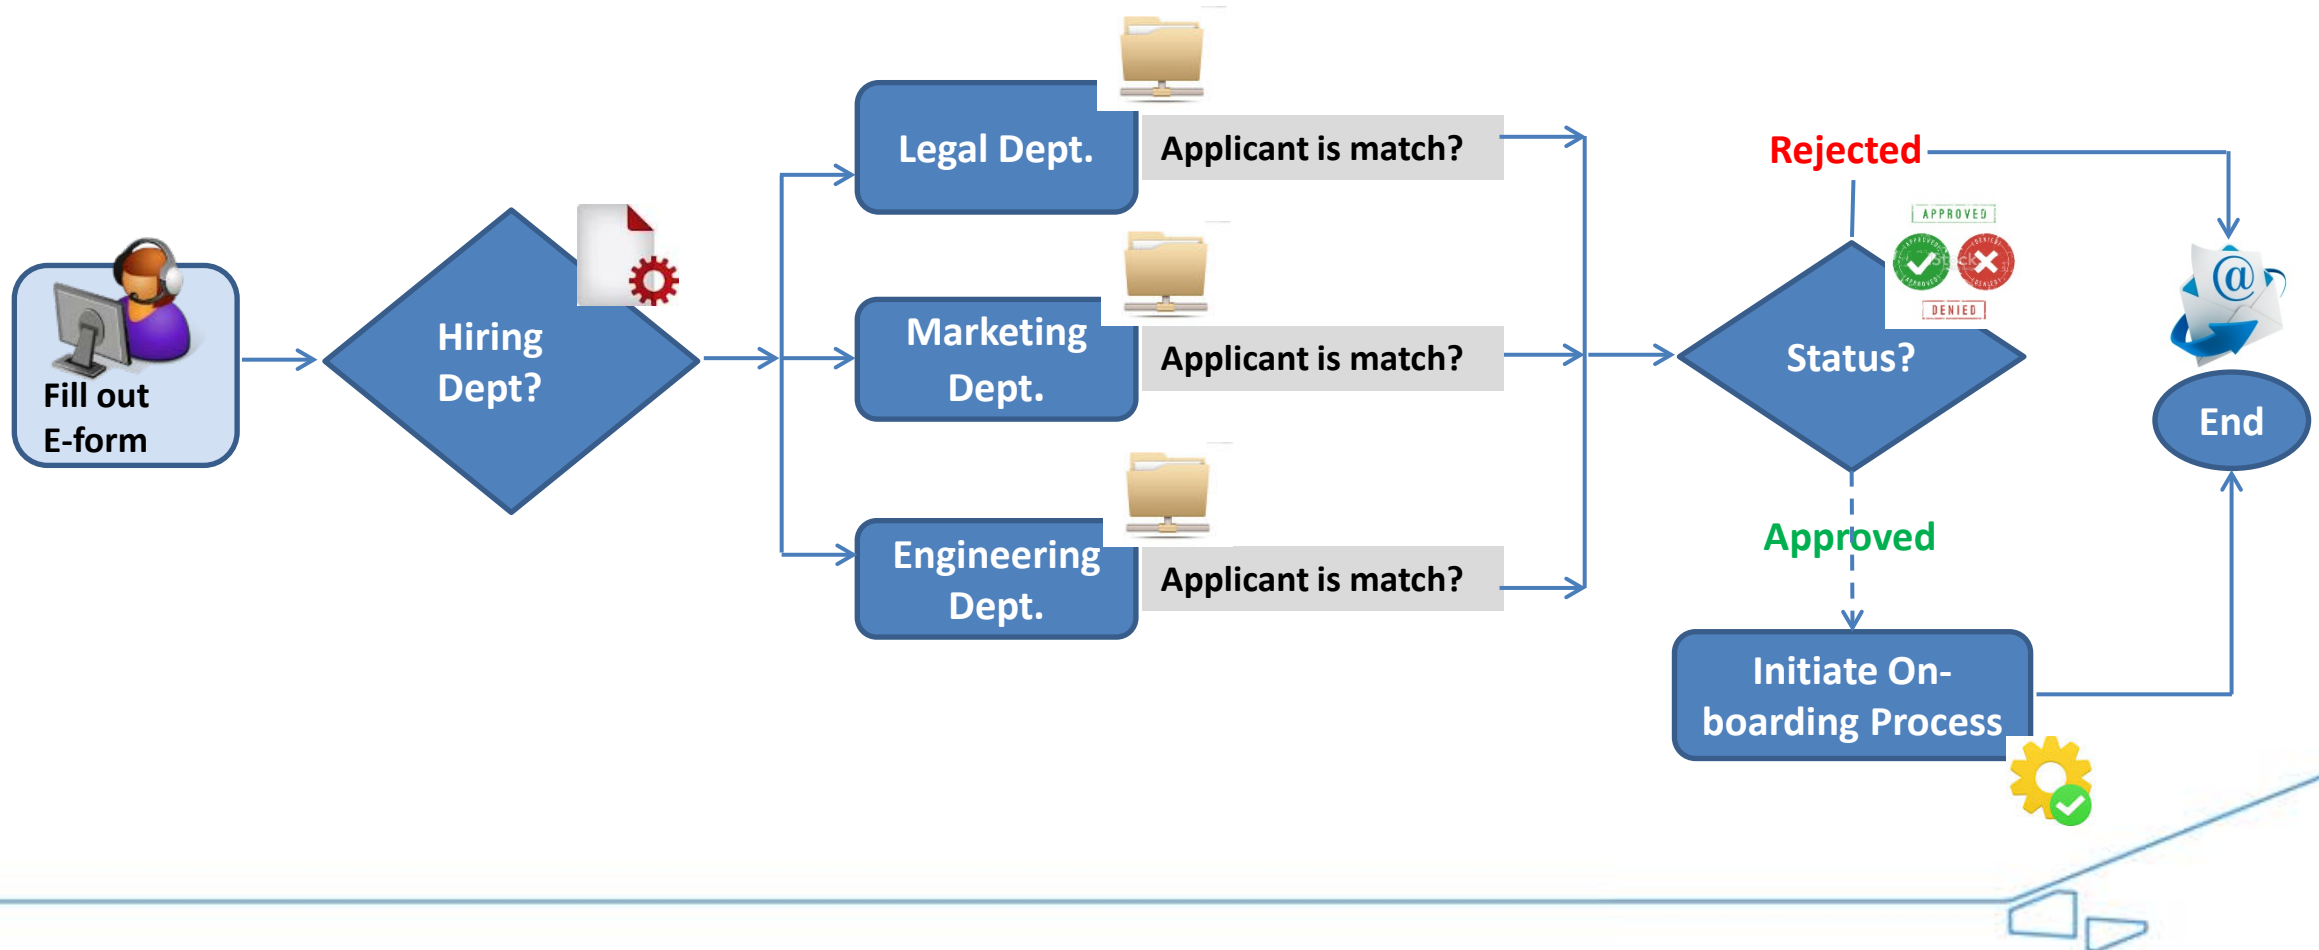 Fill out
E-form
Hiring
Dept?
Legal Dept.
Applicant is match?
Marketing
Dept.
Applicant is match?
Engineering
Dept.
Applicant is match?
Rejected
APPROVED
DENIED
Status?
Approved
Initiate On-
boarding Process
End